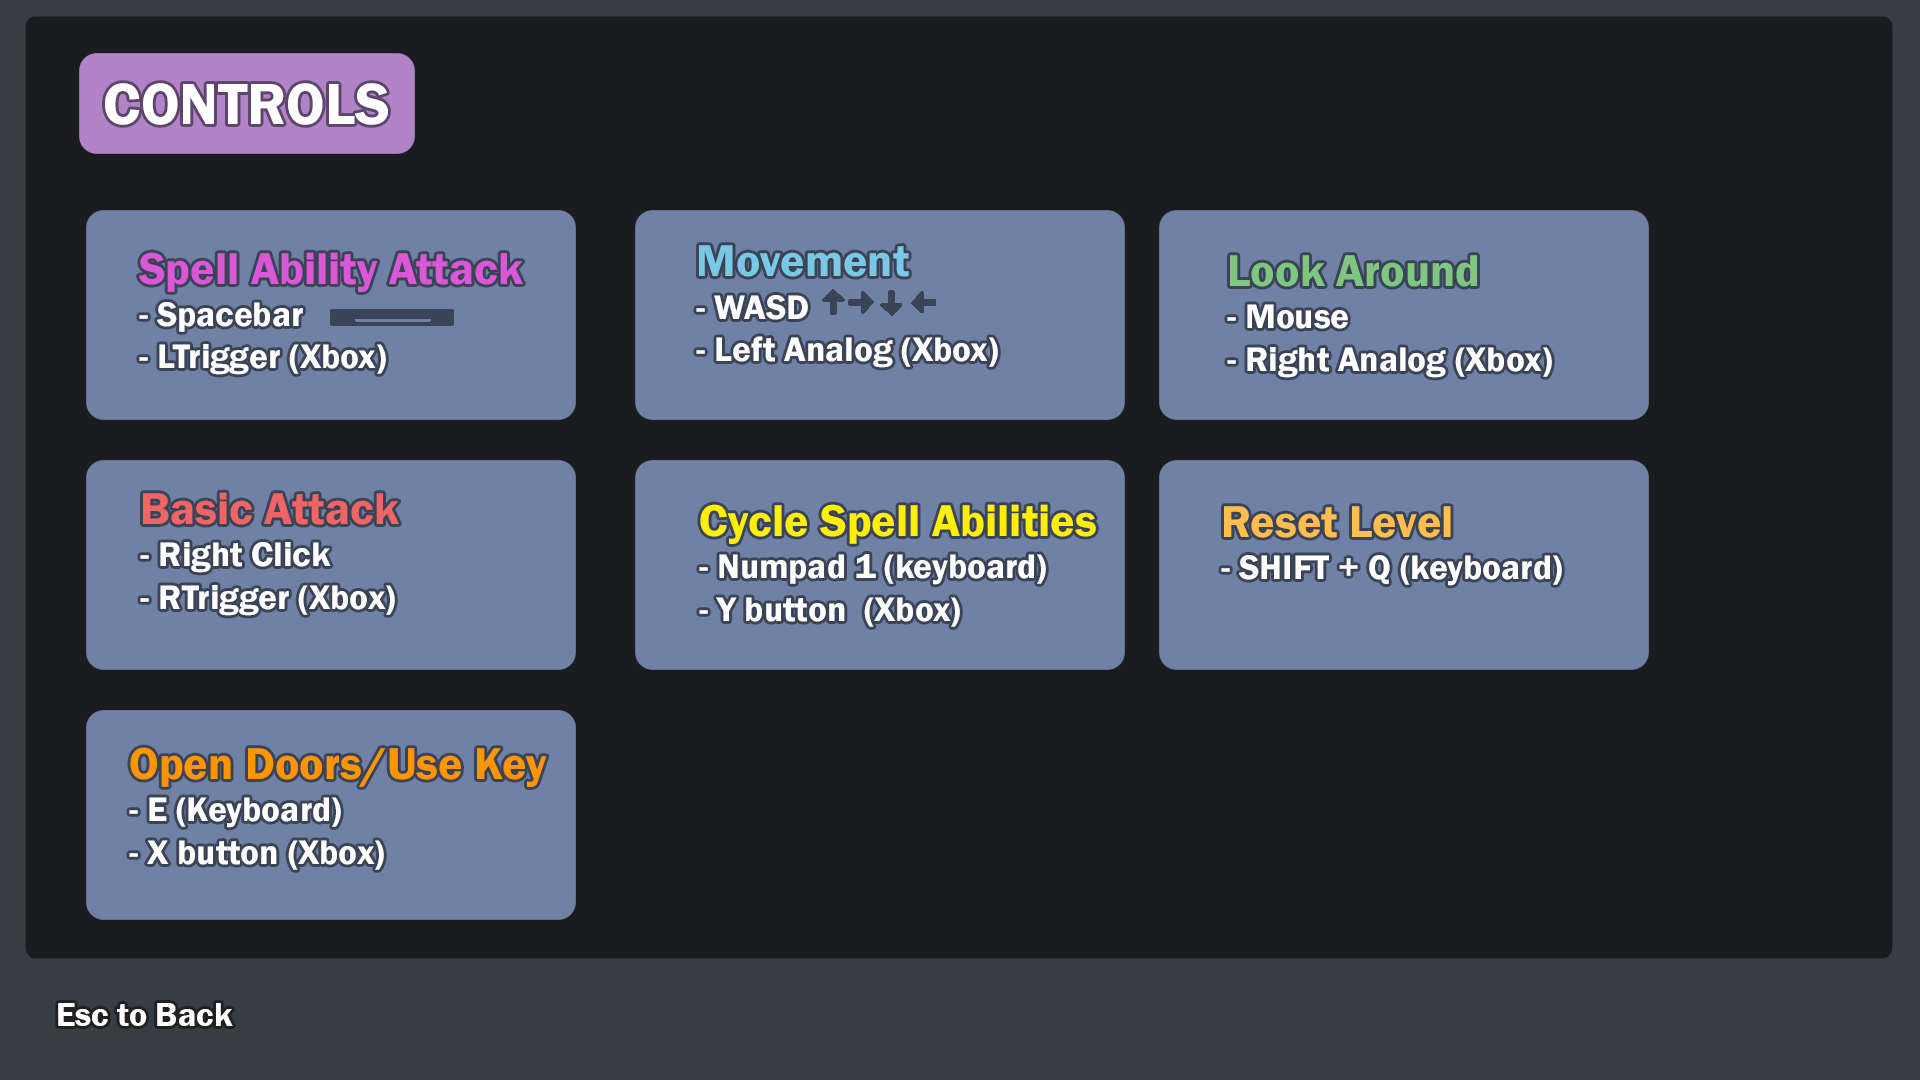 CONTROLS
Spell Ability Attack
- Spacebar
- LTrigger (Xbox)
Movement
- WASD
- Left Analog (Xbox)
Look Around
- Mouse
- Right Analog (Xbox)
Basic Attack
- Right Click
- RTrigger (Xbox)
Cycle Spell Abilities
- Numpad 1 (keyboard)
- Y button  (Xbox)
Reset Level
- SHIFT + Q (keyboard)
Open Doors/Use Key
- E (Keyboard)
- X button (Xbox)
Esc to Back